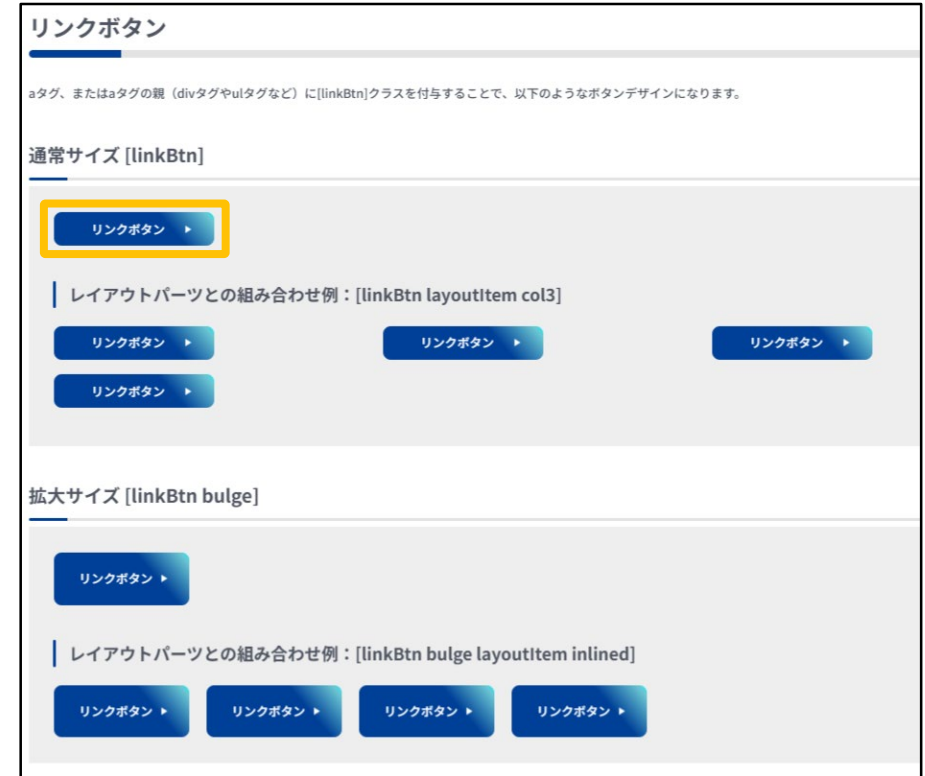 リンクボタン
aタグ、またはaタグの親（divタグやulタグなど）に[linkBtn]クラスを付与することで、以下のようなボタンデザインになります。
通常サイズ [linkBtn]
リンクボタン
レイアウトパーツとの組み合わせ例：[linkBtn layoutItem col3]
リンクボタン リンクボタン リンクボタン
リンクボタン
拡大サイズ [linkBtn bulge]
リンクボタン
レイアウトパーツとの組み合わせ例：[linkBtn bulge layoutItem inlined]
リンクボタン リンクボタン リンクボタン リンクボタン